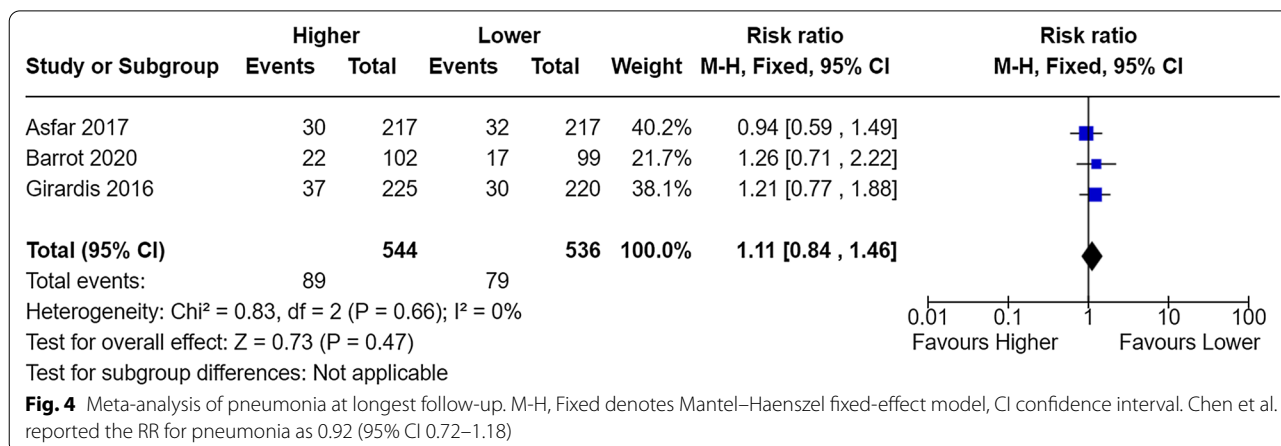 Higher Lower Risk ratio Risk ratio
Study or Subgroup Events Total Events Total Weight M-H, Fixed, 95% CI M-H, Fixed, 95% CI
Asfar 2017 30 217 32 217 40.2% 0.94 [0.59 , 1.49]
Barrot 2020 22 102 17 99 21.7% 1.26 [0.71 , 2.22]
Girardis 2016 37 225 30 220 38.1% 1.21 [0.77 , 1.88]
Total (95% CI) 544 536 100.0% 1.11 [0.84 , 1.46]
Total events: 89 79
Heterogeneity: Chi² = 0.83, df = 2 (P = 0.66); I² = 0%
Test for overall effect: Z = 0.73 (P = 0.47)
Test for subgroup differences: Not applicable
0.01 0.1 1 10 100
Favours Higher Favours Lower
Fig. 4 Meta-analysis of pneumonia at longest follow-up. M-H, Fixed denotes Mantel–Haenszel fixed-effect model, CI confidence interval. Chen et al.
reported the RR for pneumonia as 0.92 (95% CI 0.72–1.18)